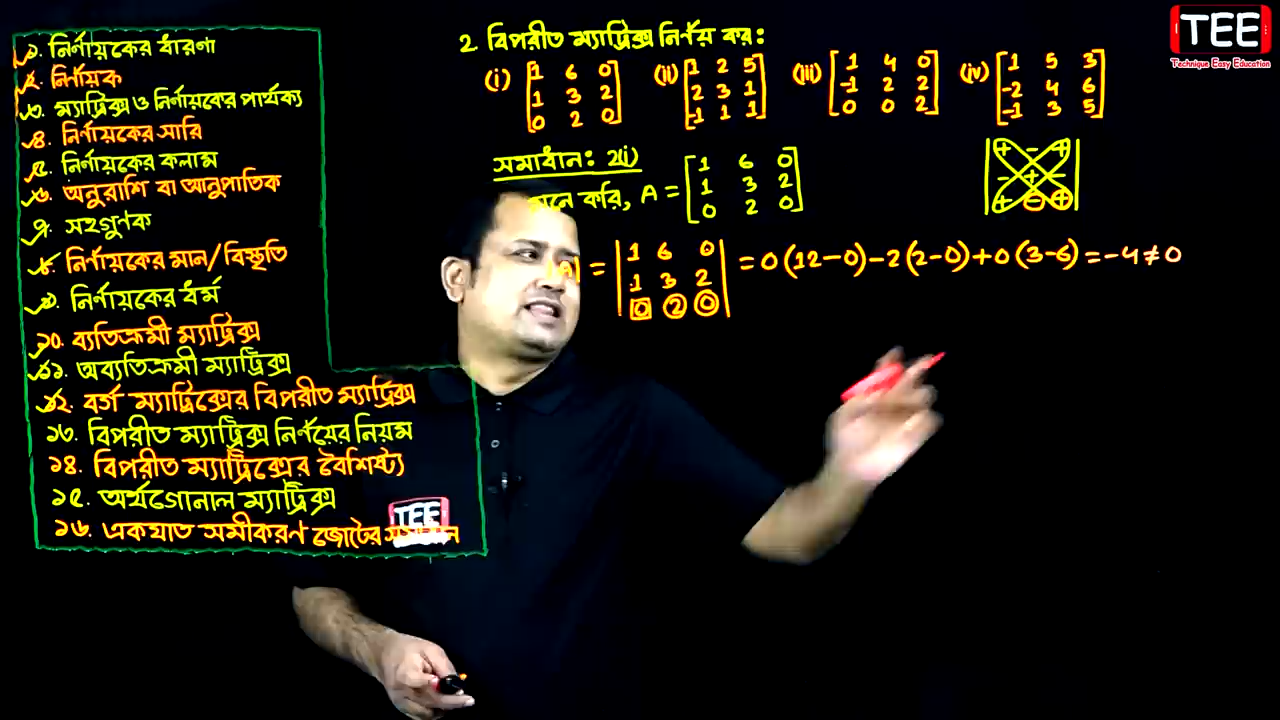 ১. নির্ণায়কের ধারণা
২. নির্ণায়ক
৩. ম্যাট্রিক্স ও নির্ণায়কের পার্থক্য
৪. নির্ণায়কের সারি
৫. নির্ণায়কের কলাম
৬. অনুরাশি বা আনুপাতিক
৭. সহগুণক
৮. নির্ণায়কের মান/বিস্তৃতি
৯. নির্ণায়কের ধর্ম
১০. ব্যতিক্রমী ম্যাট্রিক্স
১১. অব্যতিক্রমী ম্যাট্রিক্স
১২. বর্গ ম্যাট্রিক্সের বিপরীত ম্যাট্রিক্স
১৩. বিপরীত ম্যাট্রিক্স নির্ণয়ের নিয়ম
১৪. বিপরীত ম্যাট্রিক্সের বৈশিষ্ট্য
১৫. অর্থগোনাল ম্যাট্রিক্স
১৬. একঘাত সমীকরণ জোটের
TEE
2. বিপরীত ম্যাট্রিক্স নির্ণয় কর:
(i) [1 6 0
1 3 2
0 2 0]
(ii) [1 2 5
2 3 1
-1 1 1]
(iii) [1 4 0
-1 2 2
0 0 2]
(iv) [1 5 3
-2 4 6
-1 3 5]
সমাধান: 2(i)
মনে করি, A = [1 6 0
1 3 2
0 2 0]
|+ - +
- + -
+ - +|
|A| = |1 6 0
1 3 2
0 2 0| = 0(12-0)-2(2-0)+0(3-6)=-4≠0
TEE
Technique Easy Education